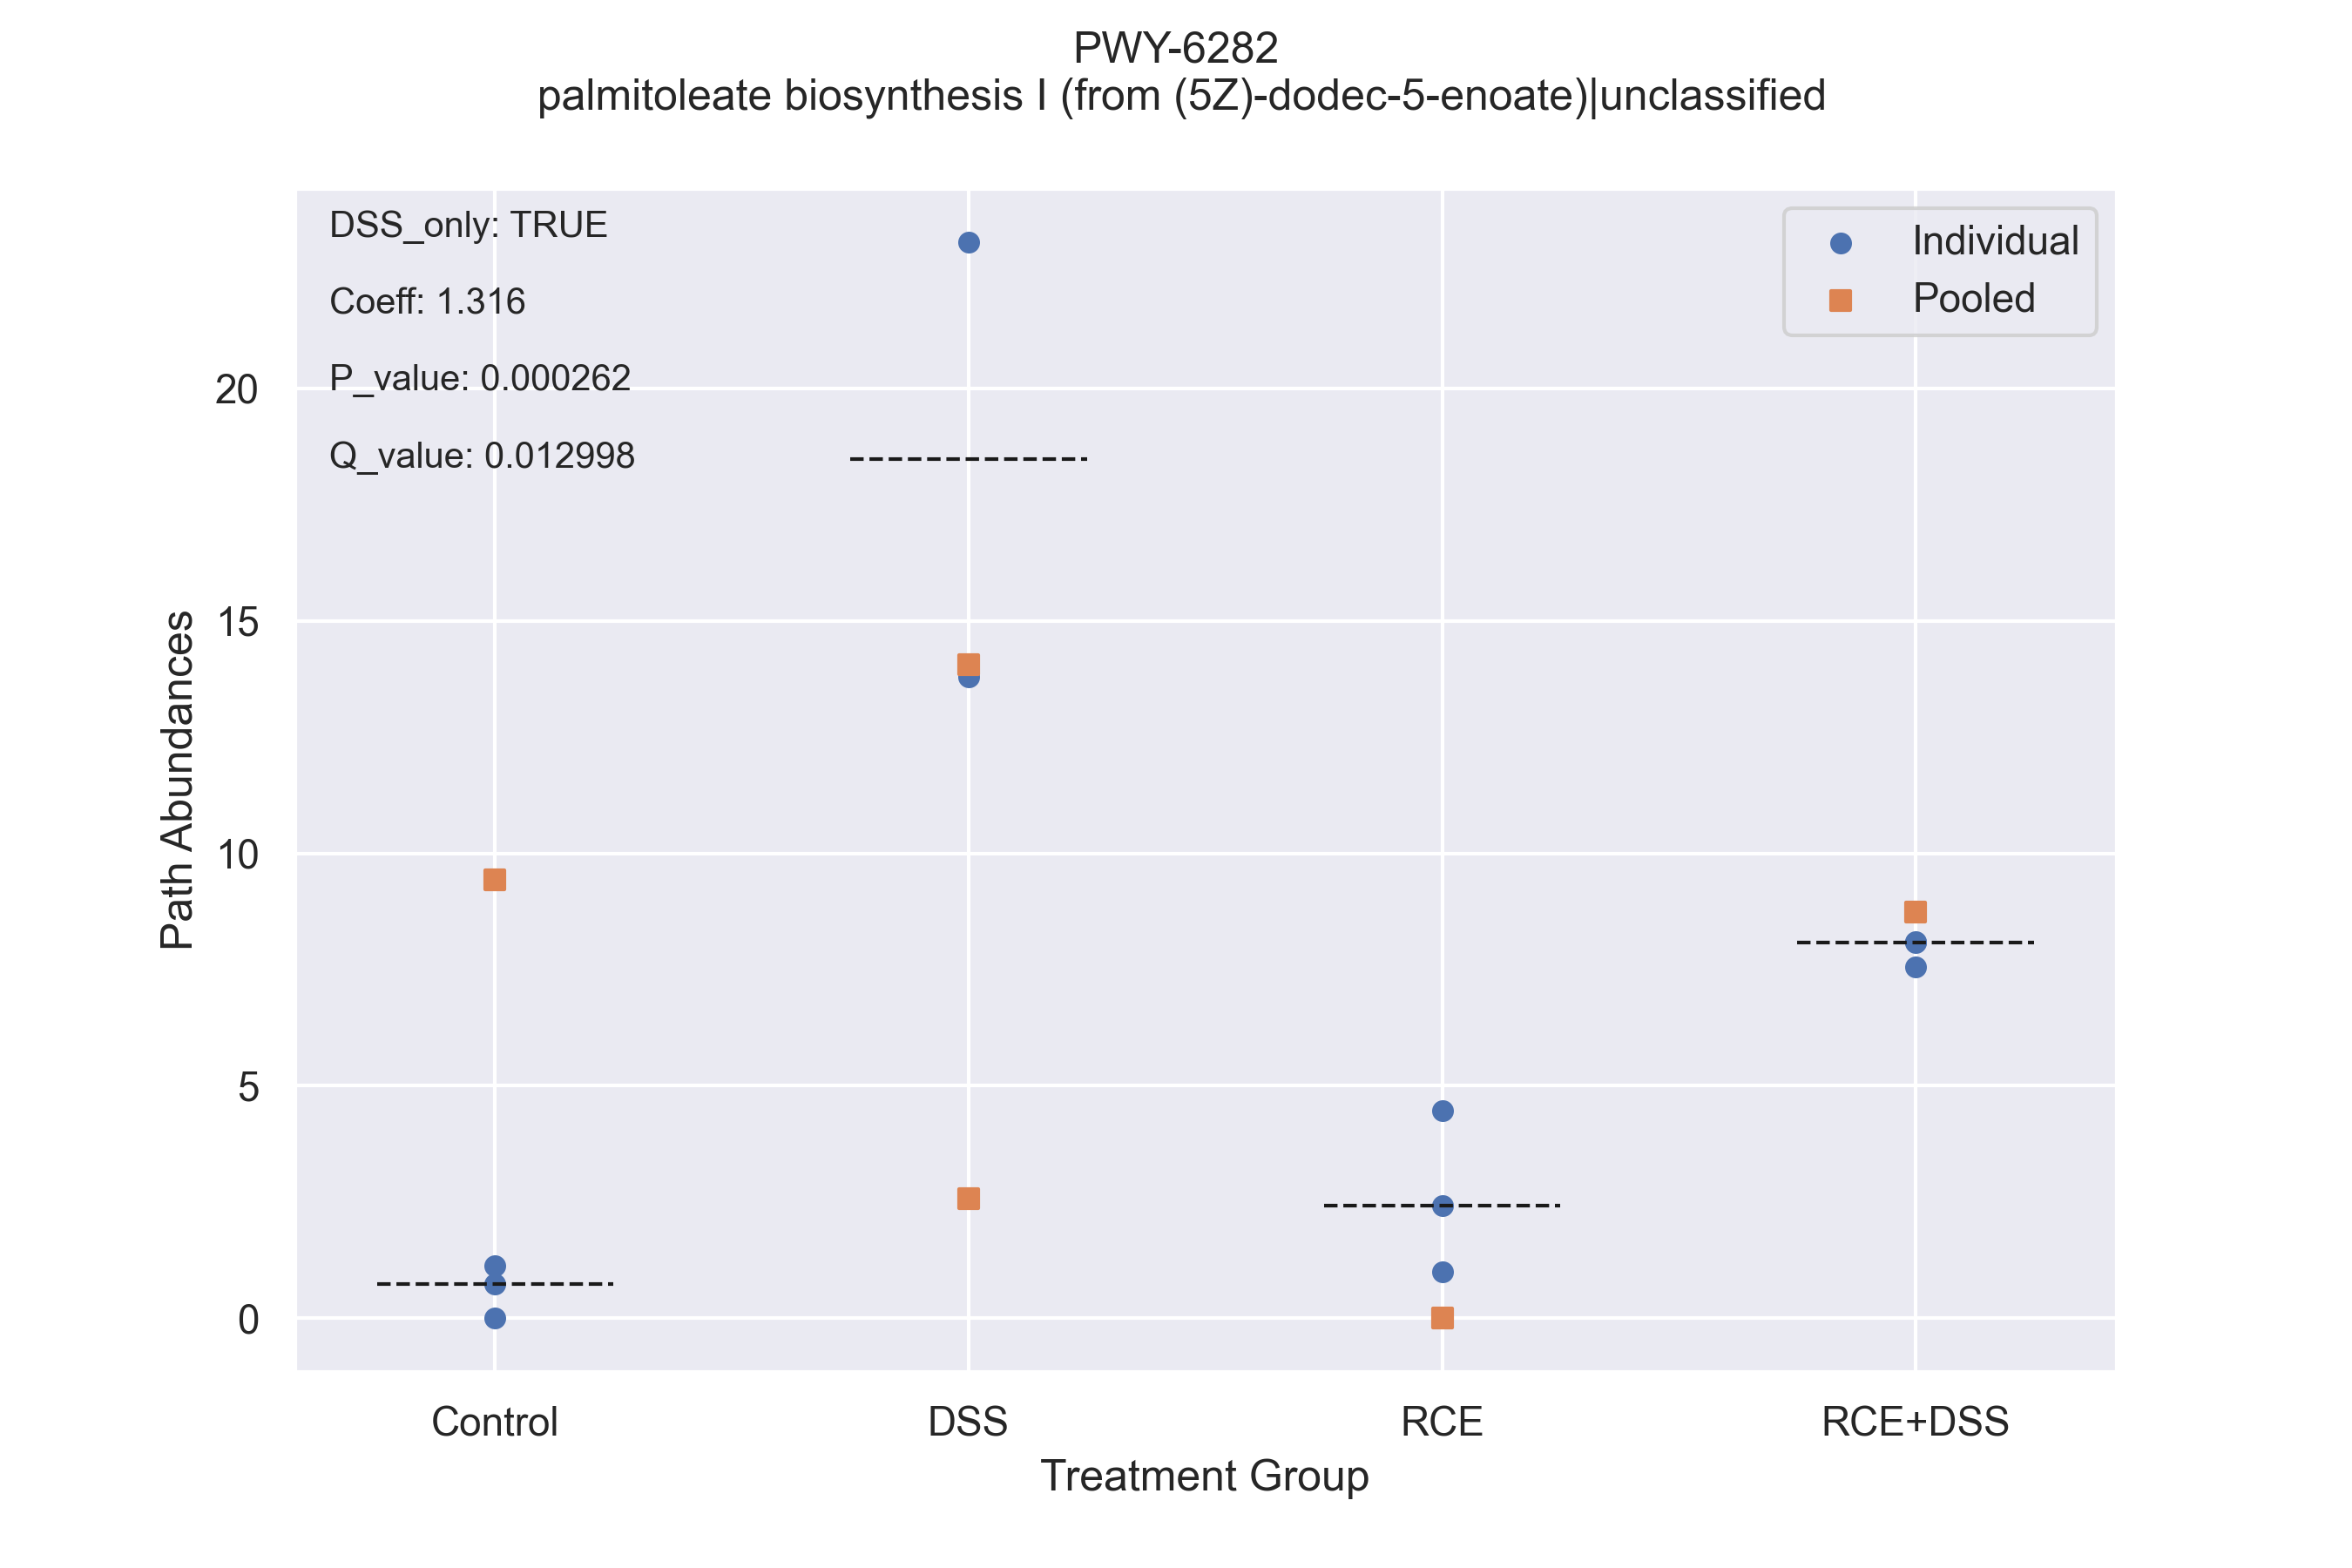 PWY-6282
palmitoleate biosynthesis I (from (5Z)-dodec-5-enoate)|unclassified
DSS_only: TRUE
Coeff: 1.316
P_value: 0.000262
Q_value: 0.012998
Individual
Pooled
20
15
10
5
0
Path Abundances
Control
DSS
RCE
RCE+DSS
Treatment Group